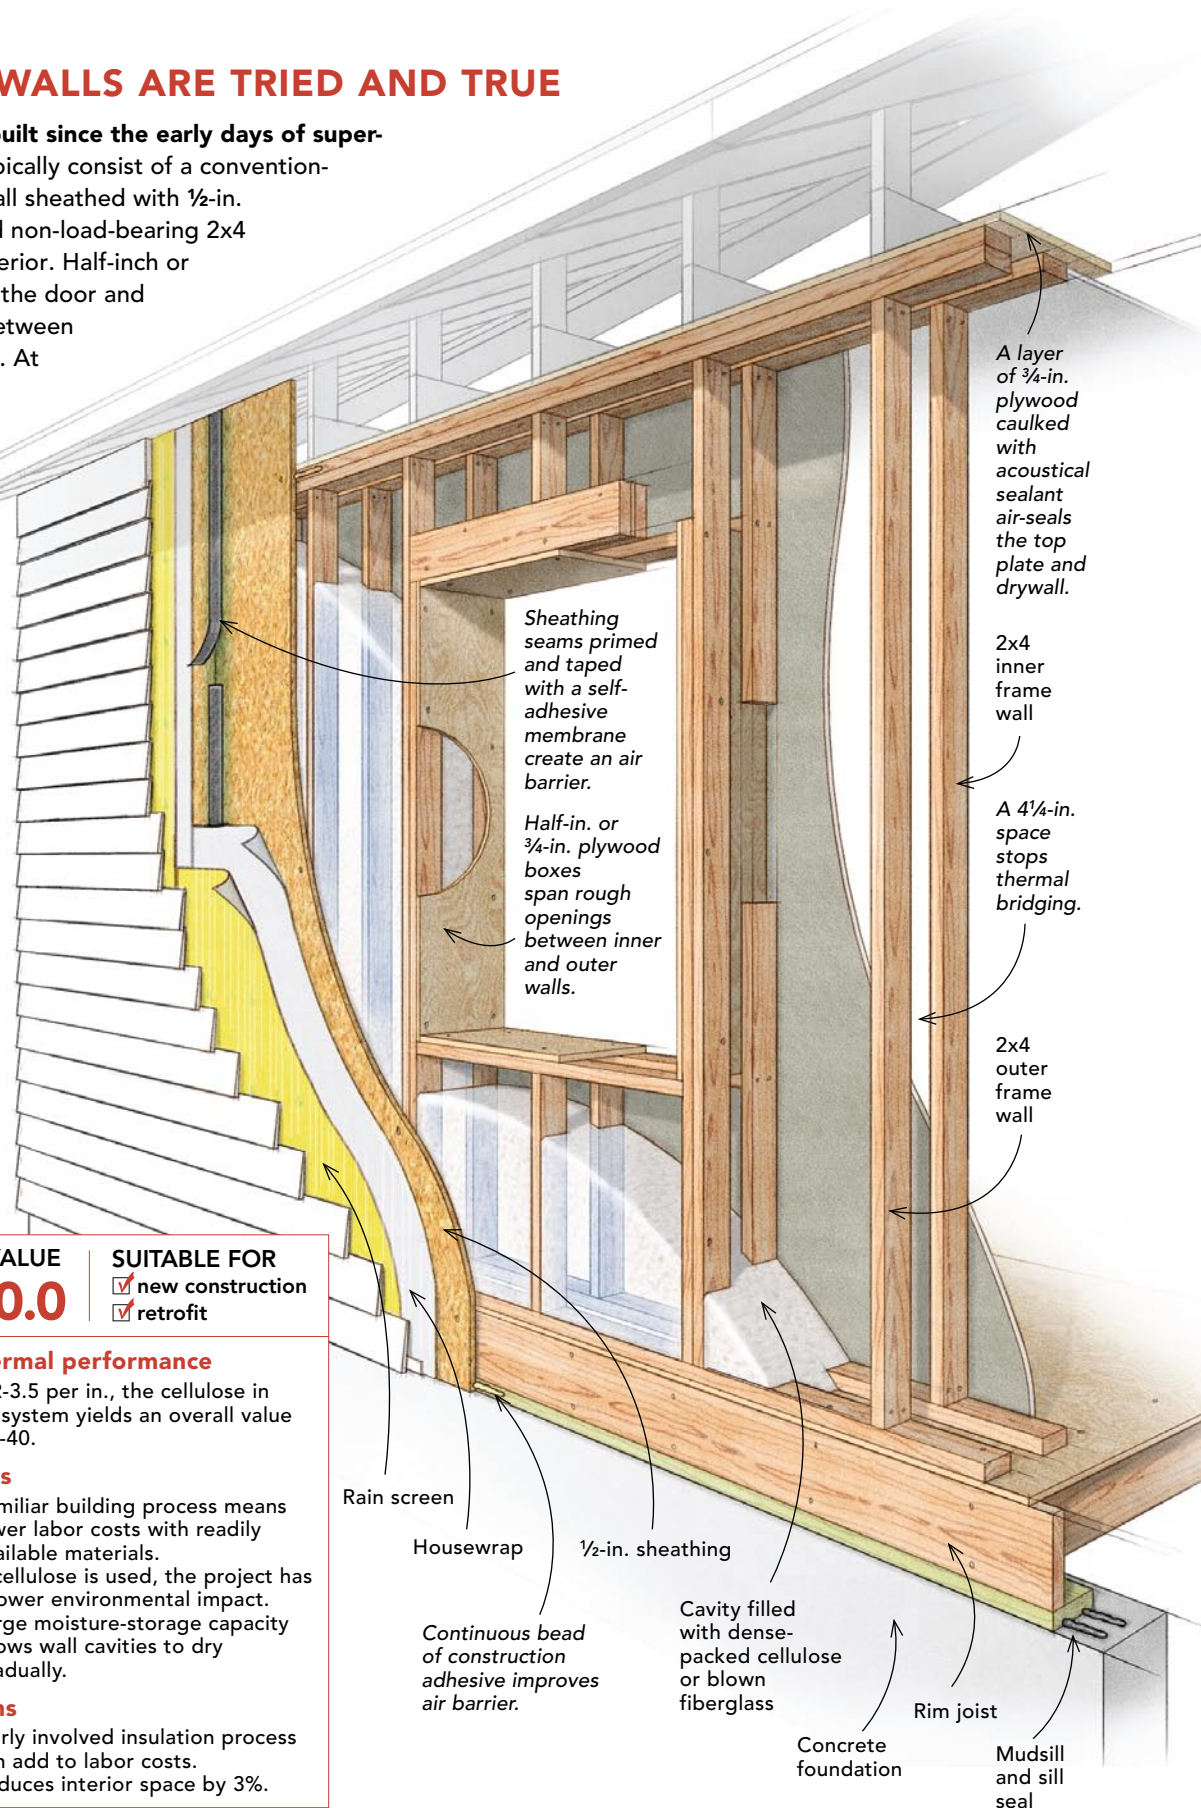 WALLS ARE TRIED AND TRUE
built since the early days of super-
pically consist of a convention-
all sheathed with ½-in.
non-load-bearing 2x4
erior. Half-inch or
the door and
etween
. At
A layer
of ¾-in.
plywood
caulked
with
acoustical
sealant
air-seals
the top
plate and
drywall.
Sheathing
seams primed
and taped
with a self-
adhesive
membrane
create an air
barrier.
2x4
inner
frame
wall
Half-in. or
¾-in. plywood
boxes
span rough
openings
between inner
and outer
walls.
A 4¼-in.
space
stops
thermal
bridging.
2x4
outer
frame
wall
ALUE
0.0
SUITABLE FOR
new construction
retrofit
ermal performance
2-3.5 per in., the cellulose in
system yields an overall value
-40.
s
miliar building process means
wer labor costs with readily
ailable materials.
cellulose is used, the project has
ower environmental impact.
rge moisture-storage capacity
ows wall cavities to dry
adually.
ns
rly involved insulation process
n add to labor costs.
duces interior space by 3%.
Rain screen
Housewrap
½-in. sheathing
Continuous bead
of construction
adhesive improves
air barrier.
Cavity filled
with dense-
packed cellulose
or blown
fiberglass
Concrete
foundation
Rim joist
Mudsill
and sill
seal